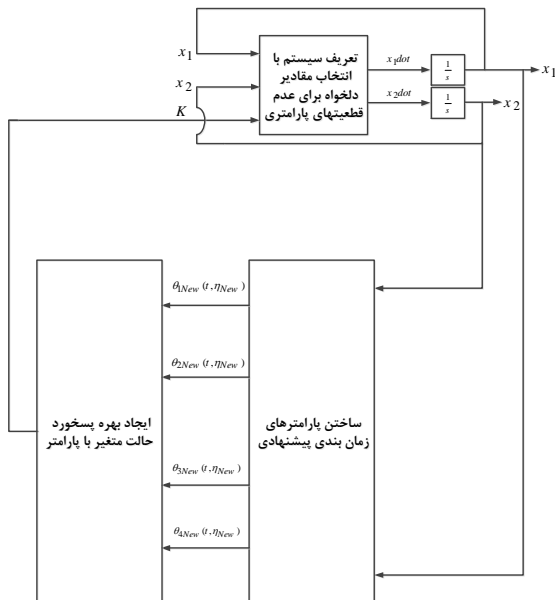 x1
x2
K
تعریف سیستم با
انتخاب مقادیر
دلخواه برای عدم
قطعیتهای پارامتری
x1dot
x2dot
1/s
1/s
x1
x2
θ1New (t, ηNew)
θ2New (t, ηNew)
θ3New (t, ηNew)
θ4New (t, ηNew)
ایجاد بهره پسخورد
حالت متغیر با پارامتر
ساختن پارامترهای
زمان بندی پیشنهادی